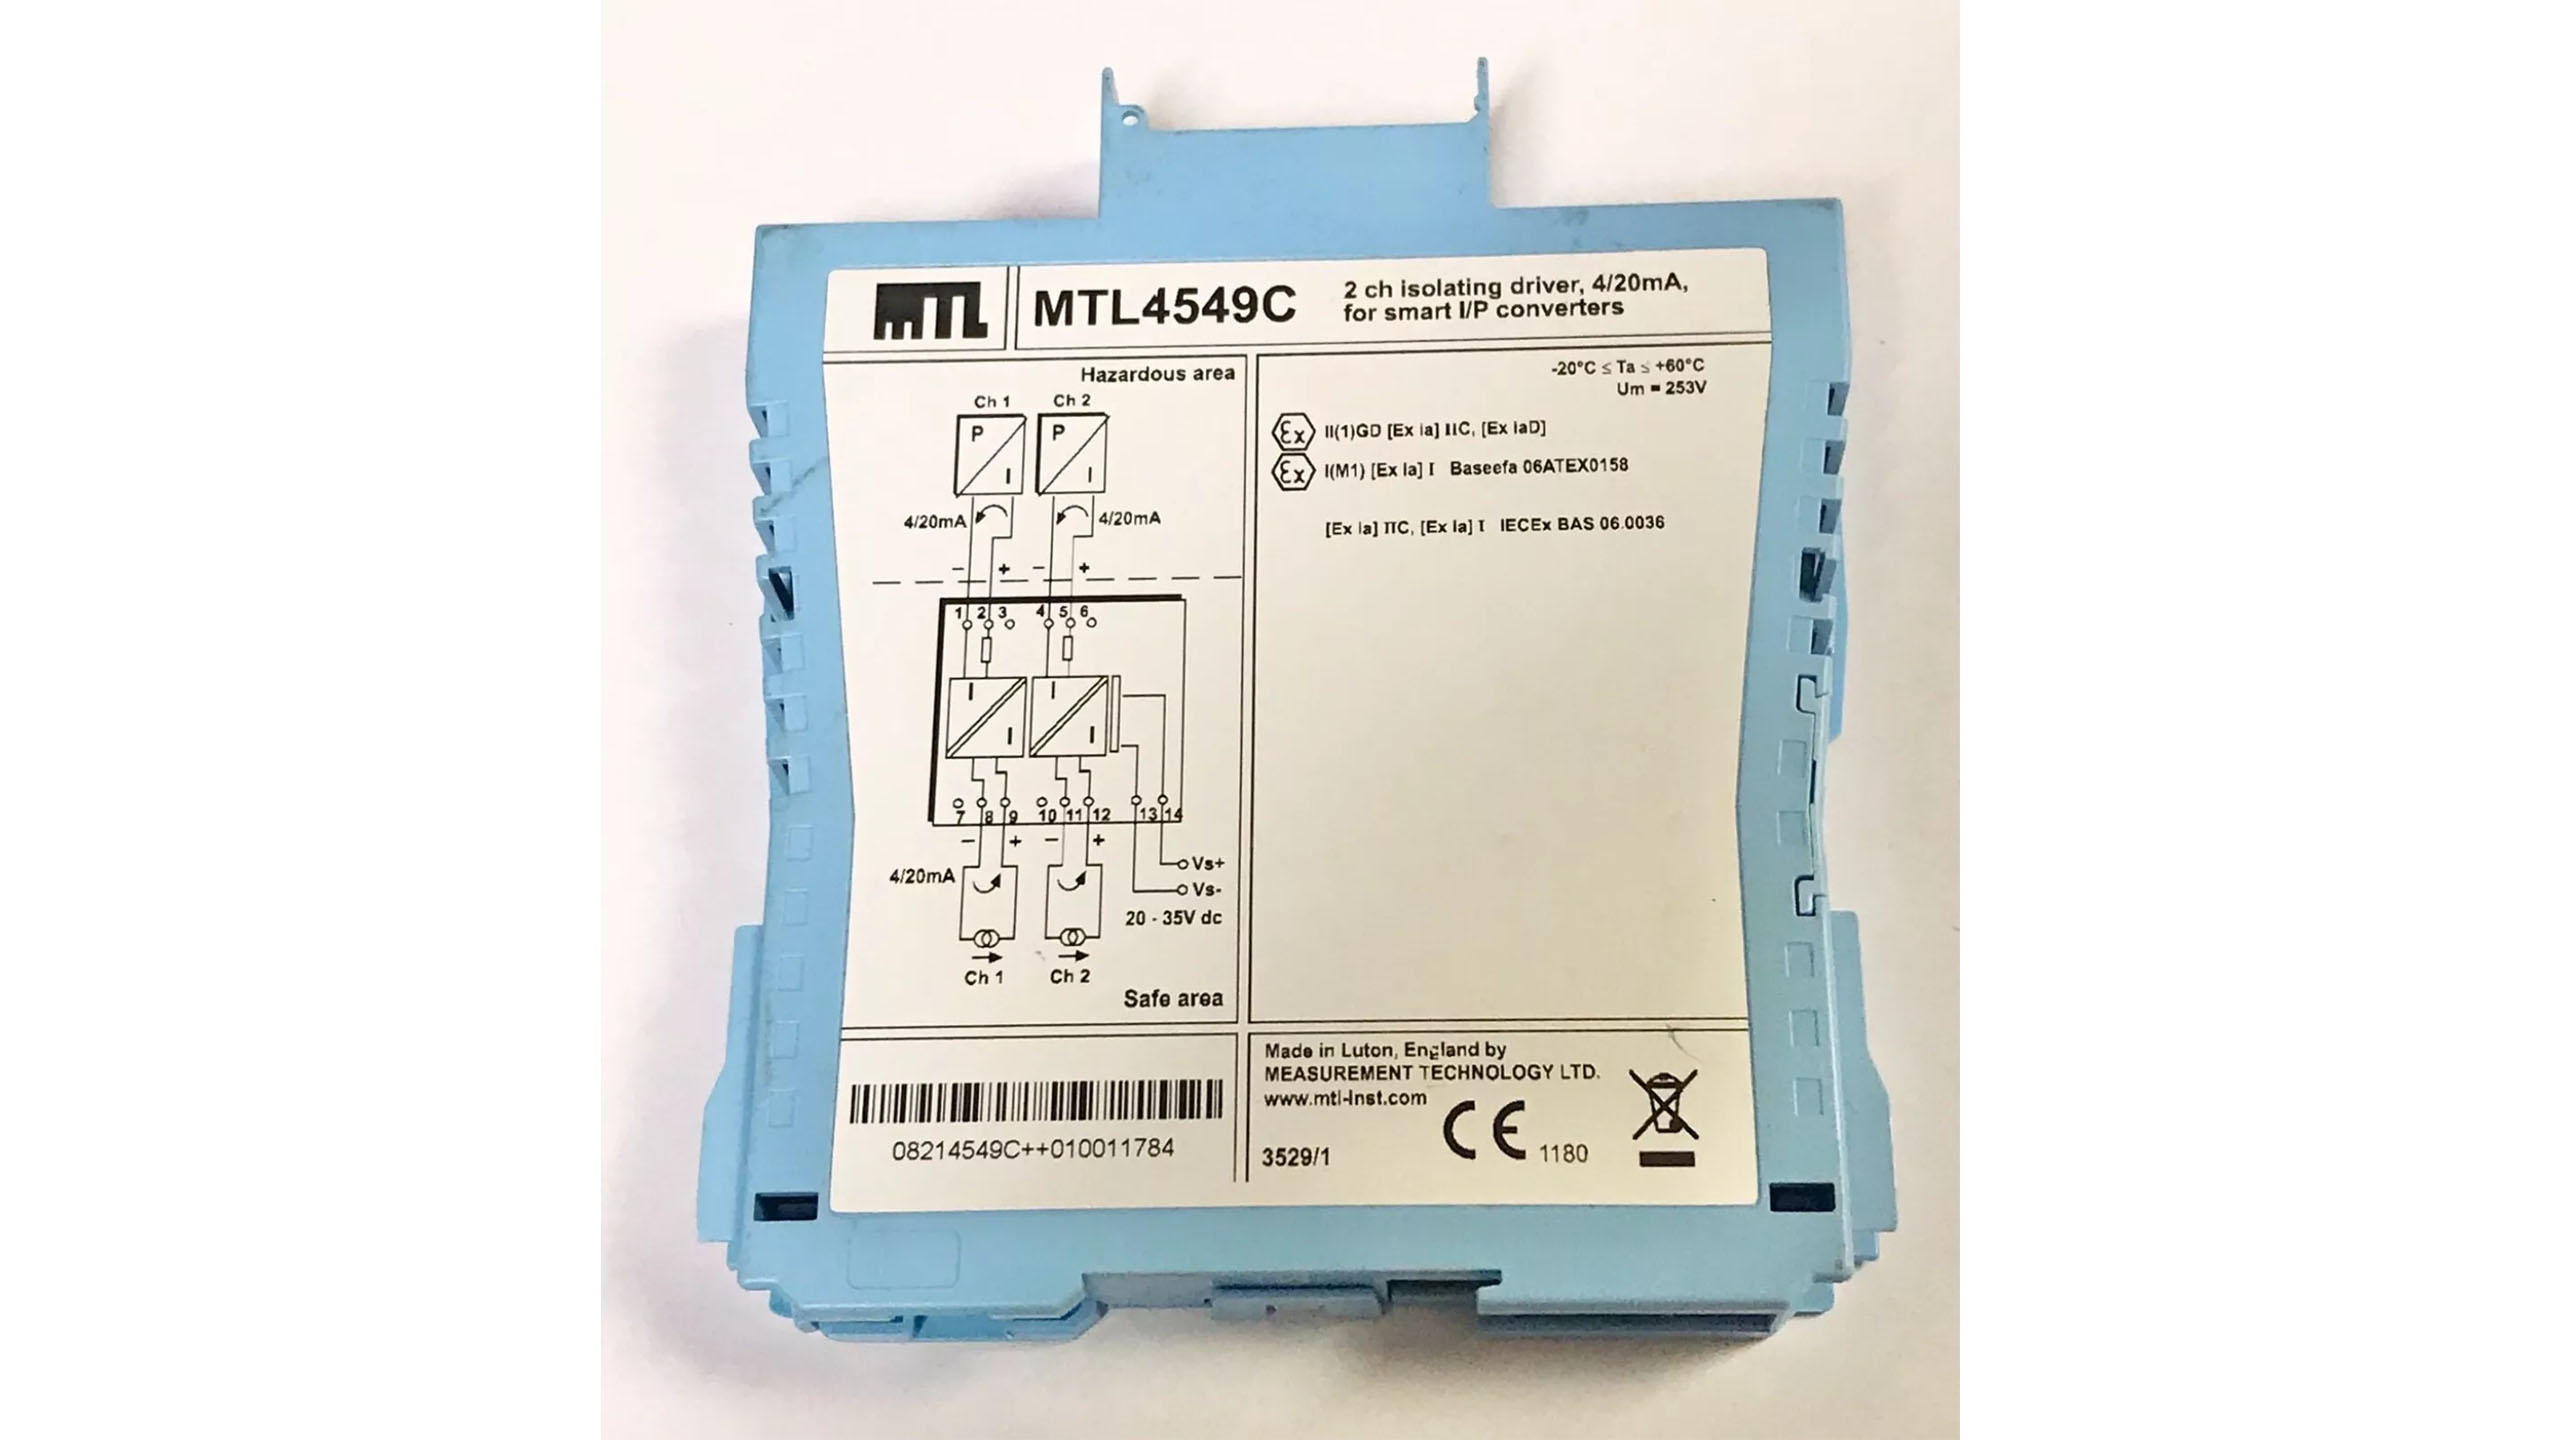 MTL
MTL4549C
2 ch isolating driver, 4/20mA,
for smart I/P converters
Hazardous area
Ch 1 Ch 2
P P
I I
4/20mA 4/20mA
− + − +
1 2 3 4 5 6
I I
I I
7 8 9 10 11 12 13 14
− + − +
Vs+
4/20mA
Vs-
20 - 35V dc
Ch 1 Ch 2
Safe area
-20°C ≤ Ta ≤ +60°C
Um = 253V
Ex II(1)GD [Ex ia] IIC, [Ex iaD]
Ex I(M1) [Ex ia] I Baseefa 06ATEX0158
[Ex ia] IIC, [Ex ia] I IECEx BAS 06.0036
08214549C++010011784
Made in Luton, England by
MEASUREMENT TECHNOLOGY LTD.
www.mtl-inst.com
3529/1
CE 1180